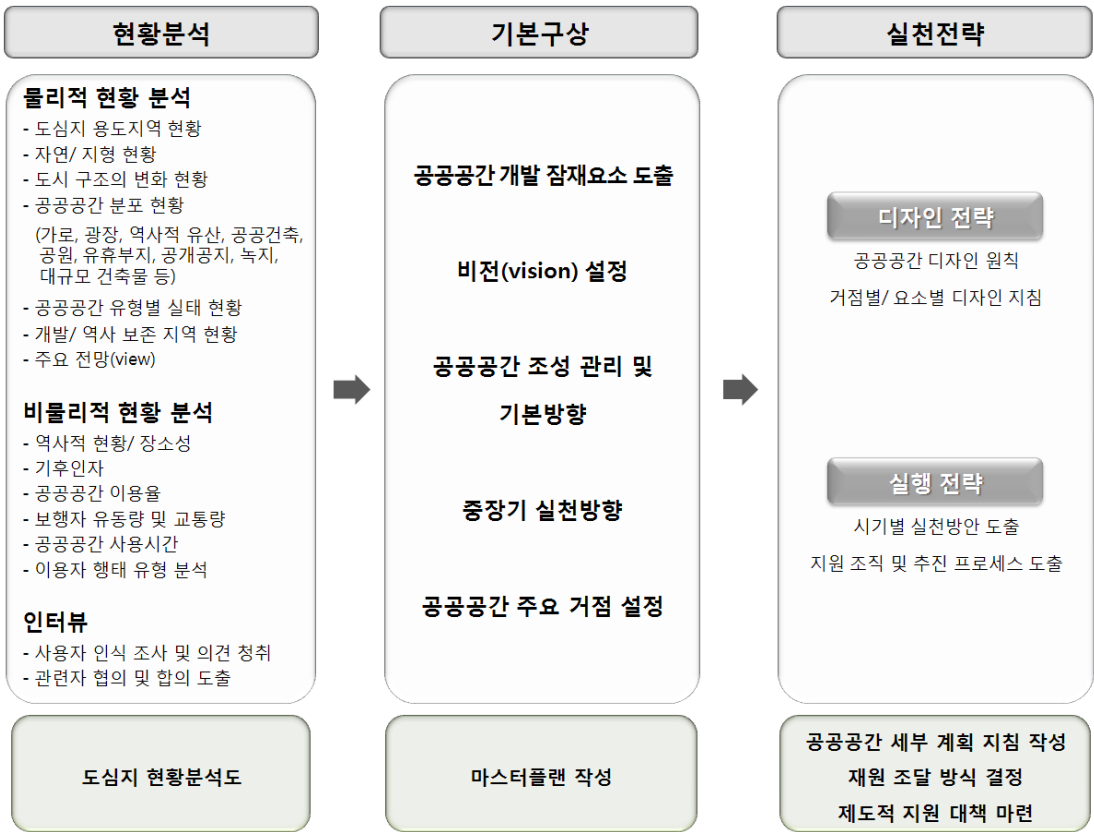 현황분석
물리적 현황 분석
- 도심지 용도지역 현황
- 자연/ 지형 현황
- 도시 구조의 변화 현황
- 공공공간 분포 현황
(가로, 광장, 역사적 유산, 공공건축,
공원, 유휴부지, 공개공지, 녹지,
대규모 건축물 등)
- 공공공간 유형별 실태 현황
- 개발/ 역사 보존 지역 현황
- 주요 전망(view)
비물리적 현황 분석
- 역사적 현황/ 장소성
- 기후인자
- 공공공간 이용율
- 보행자 유동량 및 교통량
- 공공공간 사용시간
- 이용자 행태 유형 분석
인터뷰
- 사용자 인식 조사 및 의견 청취
- 관련자 협의 및 합의 도출
도심지 현황분석도
기본구상
공공공간 개발 잠재요소 도출
비전(vision) 설정
공공공간 조성 관리 및
기본방향
중장기 실천방향
공공공간 주요 거점 설정
마스터플랜 작성
실천전략
디자인 전략
공공공간 디자인 원칙
거점별/ 요소별 디자인 지침
실행 전략
시기별 실천방안 도출
지원 조직 및 추진 프로세스 도출
공공공간 세부 계획 지침 작성
재원 조달 방식 결정
제도적 지원 대책 마련